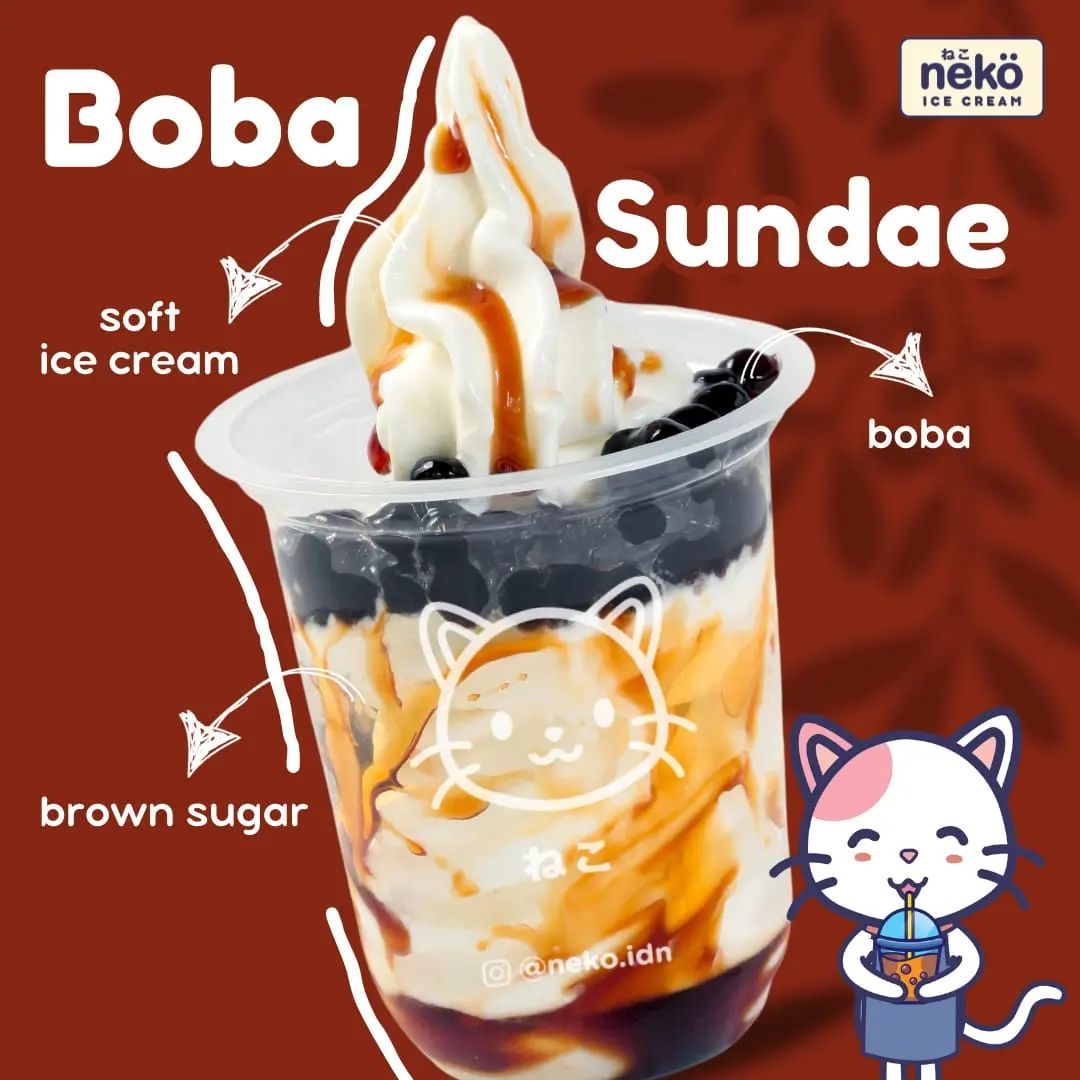 Boba
ねこ
nekö
ICE CREAM
Sundae
soft
ice cream
boba
brown sugar
ねこ
@neko.idn